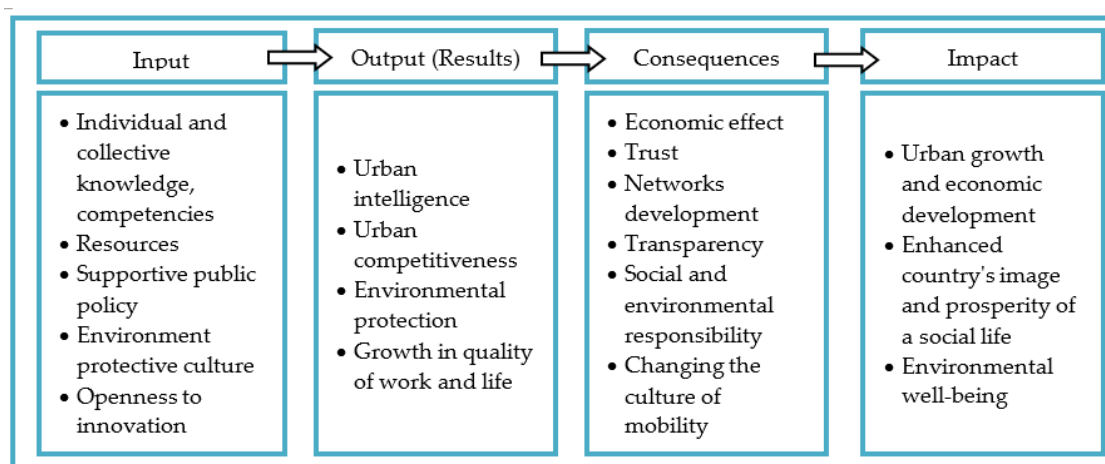 Input
Output (Results)
Consequences
Impact
• Individual and
collective
knowledge,
competencies
• Resources
• Supportive public
policy
• Environment
protective culture
• Openness to
innovation
• Urban
intelligence
• Urban
competitiveness
• Environmental
protection
• Growth in quality
of work and life
• Economic effect
• Trust
• Networks
development
• Transparency
• Social and
environmental
responsibility
• Changing the
culture of
mobility
• Urban growth
and economic
development
• Enhanced
country's image
and prosperity of
a social life
• Environmental
well-being